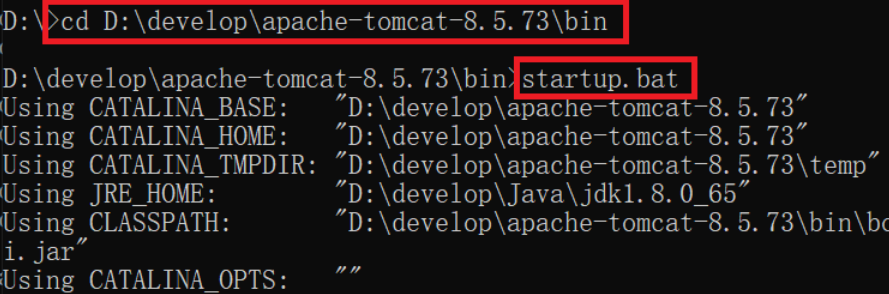 D:\>cd D:\develop\apache-tomcat-8.5.73\bin
D:\develop\apache-tomcat-8.5.73\bin>startup.bat
Using CATALINA_BASE:   "D:\develop\apache-tomcat-8.5.73"
Using CATALINA_HOME:   "D:\develop\apache-tomcat-8.5.73"
Using CATALINA_TMPDIR: "D:\develop\apache-tomcat-8.5.73\temp"
Using JRE_HOME:        "D:\develop\Java\jdk1.8.0_65"
Using CLASSPATH:       "D:\develop\apache-tomcat-8.5.73\bin\bo
i.jar"
Using CATALINA_OPTS:   ""